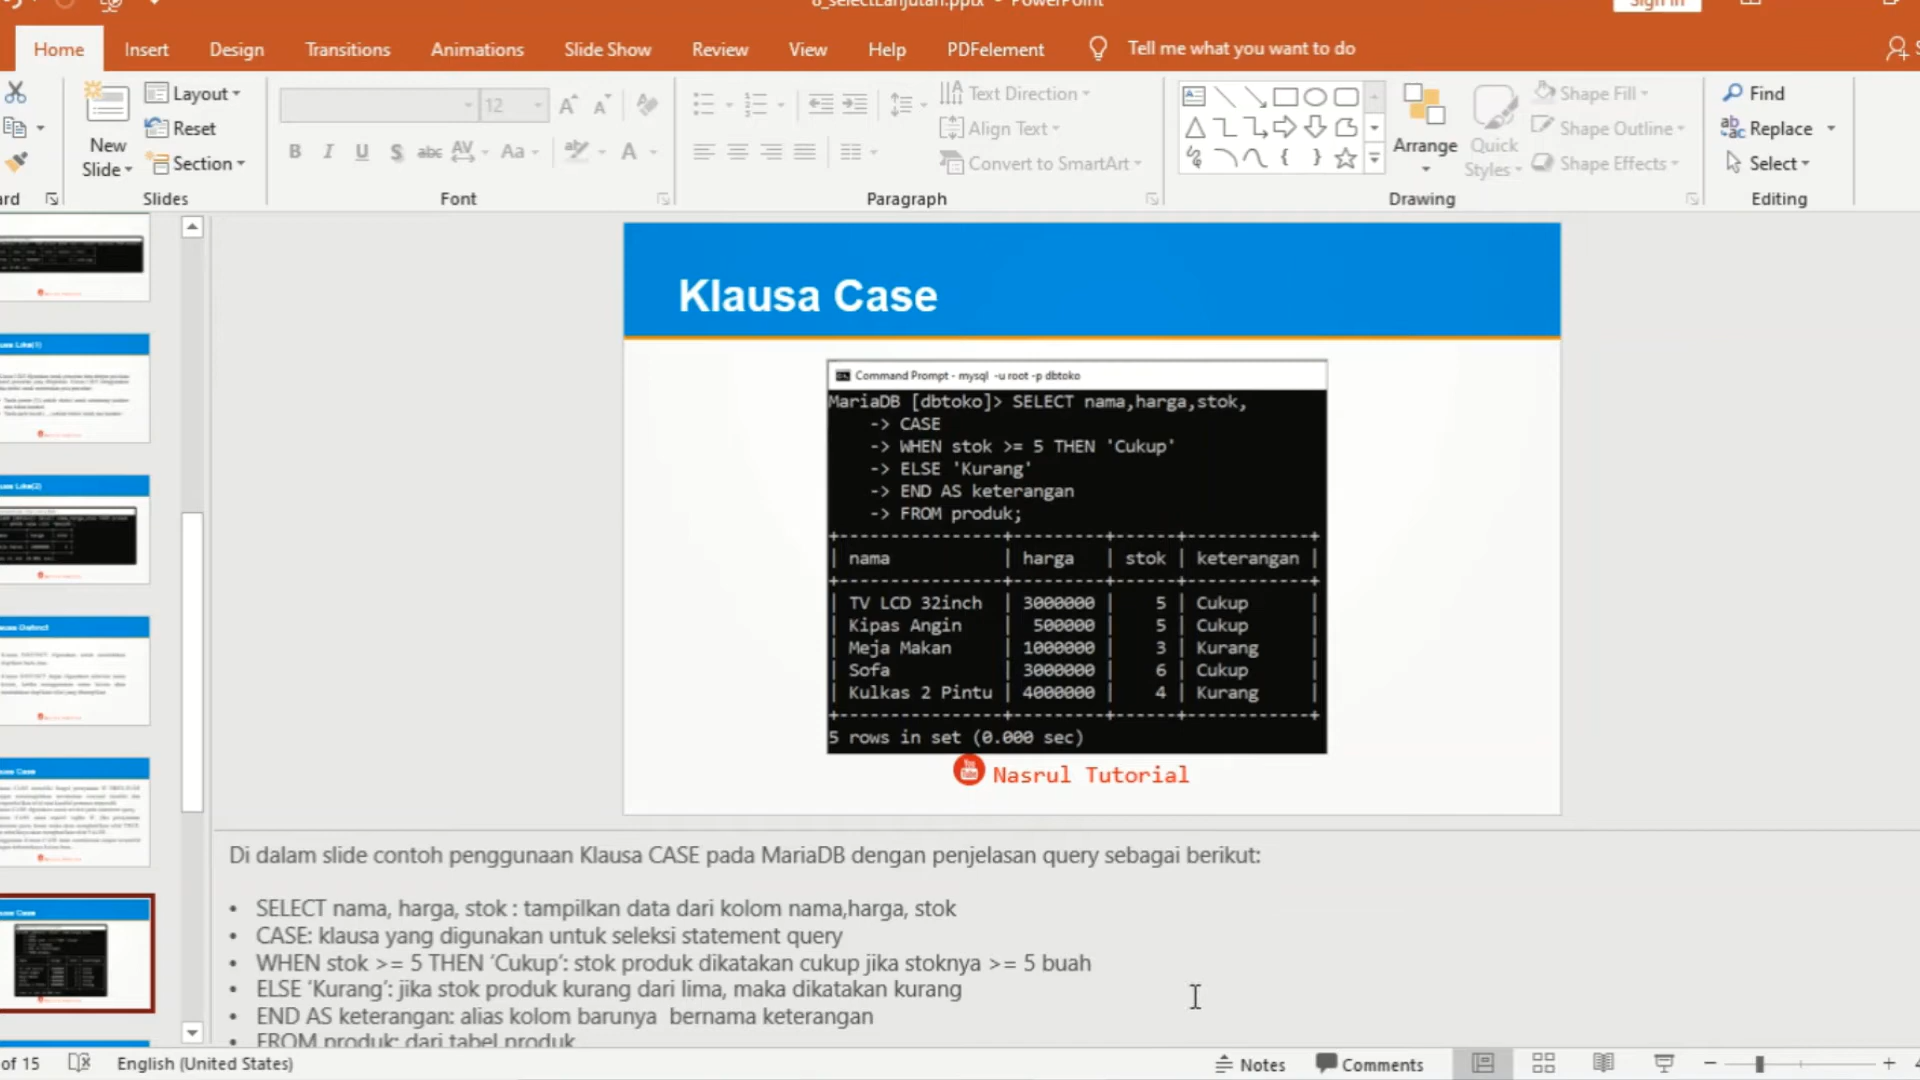 8_selectLanjutan.pptx - PowerPoint
Sign in
Home Insert Design Transitions Animations Slide Show Review View Help PDFelement Tell me what you want to do
Layout
Reset
Section
New
Slide
12
Text Direction
Align Text
Convert to SmartArt
Arrange
Quick
Styles
Shape Fill
Shape Outline
Shape Effects
Find
Replace
Select
ard Slides Font Paragraph Drawing Editing
Klausa Case
Command Prompt - mysql -u root -p dbtoko
MariaDB [dbtoko]> SELECT nama,harga,stok,
-> CASE
-> WHEN stok >= 5 THEN 'Cukup'
-> ELSE 'Kurang'
-> END AS keterangan
-> FROM produk;
| nama | harga | stok | keterangan |
| TV LCD 32inch | 3000000 | 5 | Cukup |
| Kipas Angin | 500000 | 5 | Cukup |
| Meja Makan | 1000000 | 3 | Kurang |
| Sofa | 3000000 | 6 | Cukup |
| Kulkas 2 Pintu | 4000000 | 4 | Kurang |
5 rows in set (0.000 sec)
Nasrul Tutorial
Di dalam slide contoh penggunaan Klausa CASE pada MariaDB dengan penjelasan query sebagai berikut:
• SELECT nama, harga, stok : tampilkan data dari kolom nama,harga, stok
• CASE: klausa yang digunakan untuk seleksi statement query
• WHEN stok >= 5 THEN ‘Cukup’: stok produk dikatakan cukup jika stoknya >= 5 buah
• ELSE ‘Kurang’: jika stok produk kurang dari lima, maka dikatakan kurang
• END AS keterangan: alias kolom barunya  bernama keterangan
• FROM produk: dari tabel produk
of 15 English (United States) Notes Comments